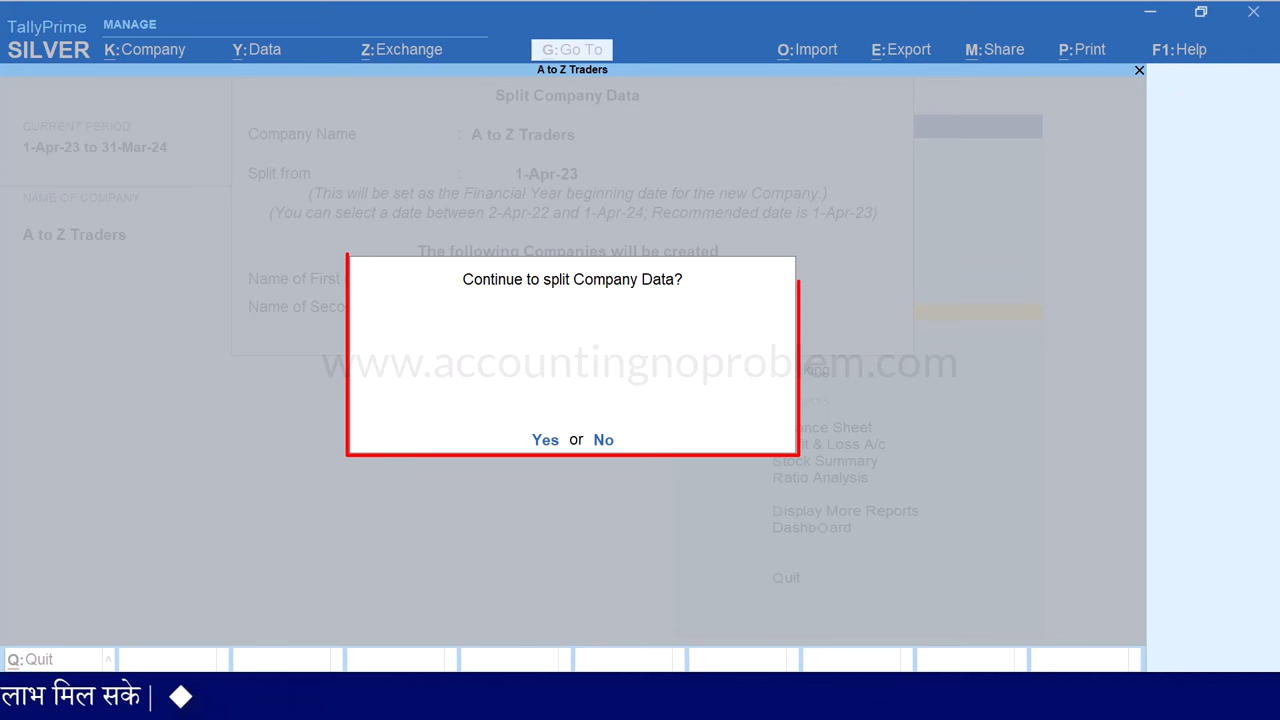 TallyPrime
MANAGE
SILVER
K:Company
Y:Data
Z:Exchange
G:Go To
O:Import
E:Export
M:Share
P:Print
F1:Help
A to Z Traders
Split Company Data
CURRENT PERIOD
1-Apr-23 to 31-Mar-24
NAME OF COMPANY
A to Z Traders
Company Name : A to Z Traders
Split from : 1-Apr-23
(This will be set as the Financial Year beginning date for the new Company.)
(You can select a date between 2-Apr-22 and 1-Apr-24; Recommended date is 1-Apr-23)
The following Companies will be created
Name of First
Name of Seco
Continue to split Company Data?
Yes or No
www.accountingnoproblem.com
& Loss A/c
Stock Summary
Ratio Analysis
Display More Reports
DashbOard
Quit
Q:Quit
लाभ मिल सके |